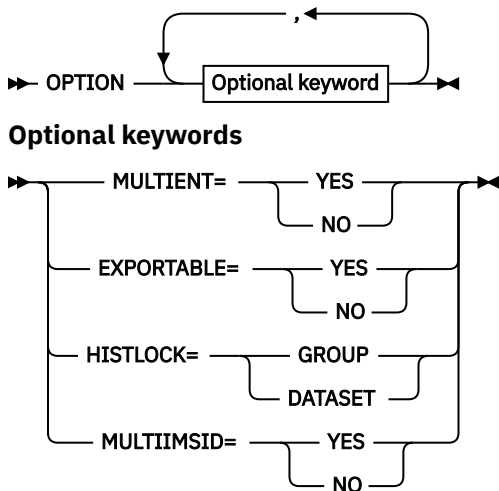 ,
OPTION Optional keyword
Optional keywords
MULTIENT= YES
NO
EXPORTABLE= YES
NO
HISTLOCK= GROUP
DATASET
MULTIIMSID= YES
NO